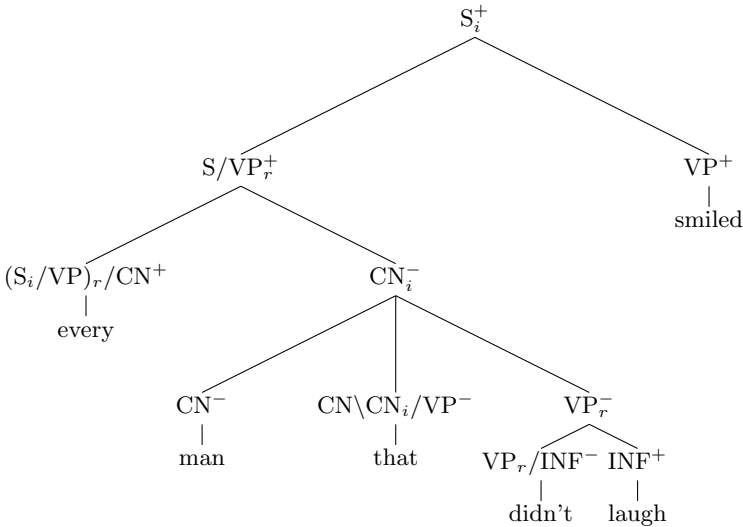 S_i^+
S/VP_r^+ VP^+
smiled
(S_i/VP)_r/CN^+ CN_i^-
every
CN^- CN\CN_i/VP^- VP_r^-
man that
VP_r/INF^- INF^+
didn't laugh